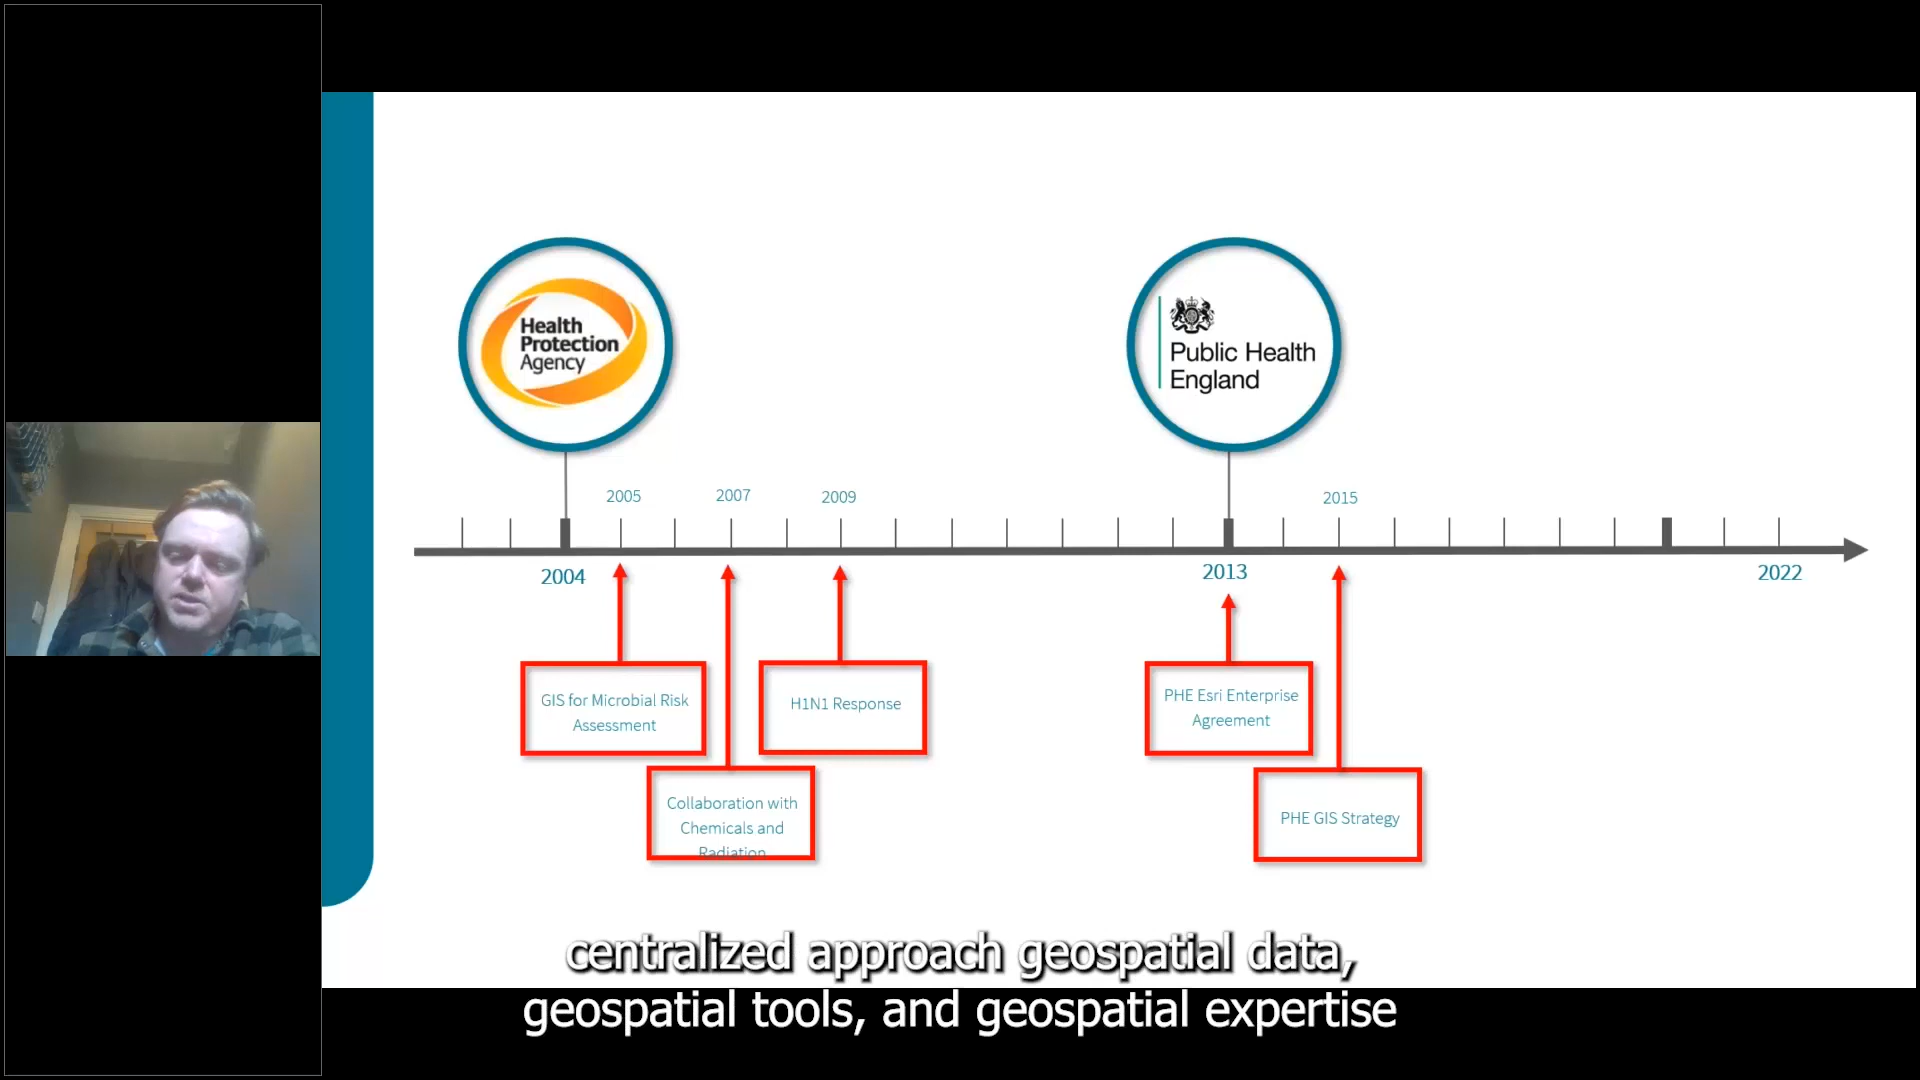 Health
Protection
Agency
Public Health
England
2005
2007
2009
2015
2004
2013
2022
GIS for Microbial Risk
Assessment
H1N1 Response
PHE Esri Enterprise
Agreement
Collaboration with
Chemicals and
Radiation
PHE GIS Strategy
centralized approach geospatial data,
geospatial tools, and geospatial expertise